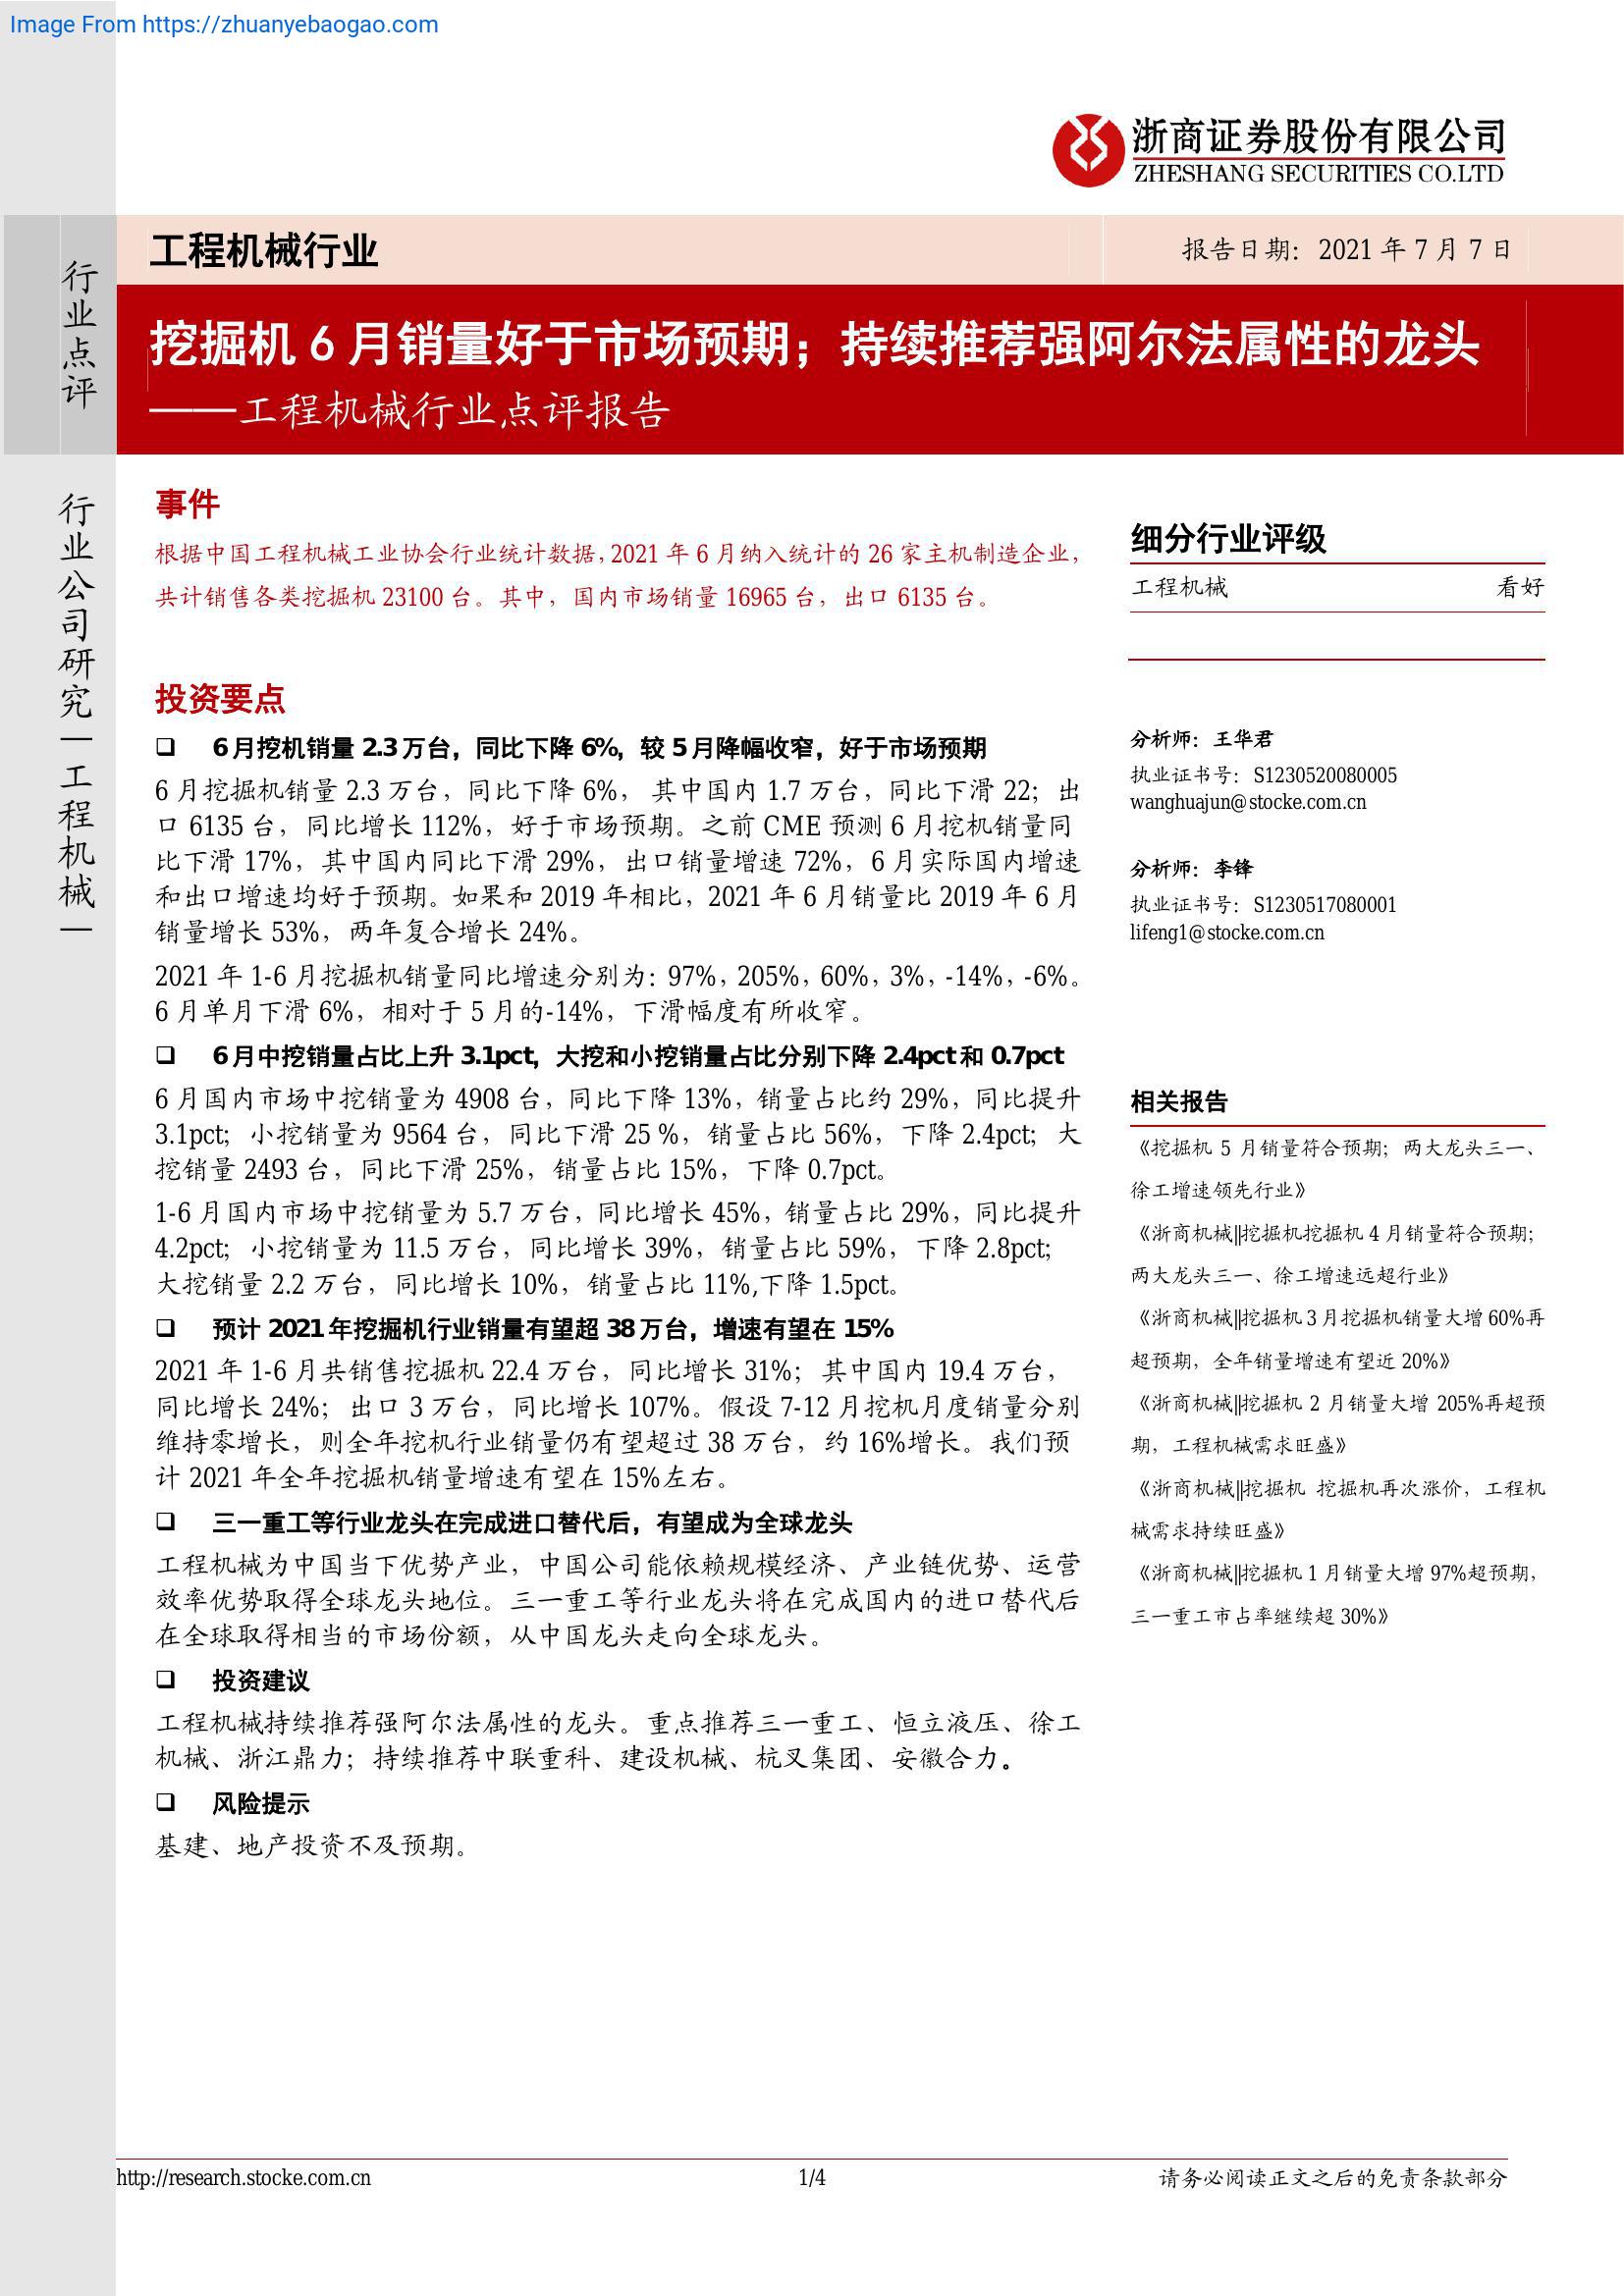 Image From https://zhuanyebaogao.com
浙商证券股份有限公司
ZHESHANG SECURITIES CO.LTD
行业点评
行业公司研究|工程机械|
工程机械行业
报告日期：2021 年 7 月 7 日
挖掘机 6 月销量好于市场预期；持续推荐强阿尔法属性的龙头
——工程机械行业点评报告
事件
根据中国工程机械工业协会行业统计数据，2021 年 6 月纳入统计的 26 家主机制造企业，
共计销售各类挖掘机 23100 台。其中，国内市场销量 16965 台，出口 6135 台。
投资要点
❑ 6 月挖机销量 2.3 万台，同比下降 6%，较 5 月降幅收窄，好于市场预期
6 月挖掘机销量 2.3 万台，同比下降 6%， 其中国内 1.7 万台，同比下滑 22；出
口 6135 台，同比增长 112%，好于市场预期。之前 CME 预测 6 月挖机销量同
比下滑 17%，其中国内同比下滑 29%，出口销量增速 72%，6 月实际国内增速
和出口增速均好于预期。如果和 2019 年相比，2021 年 6 月销量比 2019 年 6 月
销量增长 53%，两年复合增长 24%。
2021 年 1-6 月挖掘机销量同比增速分别为：97%，205%，60%，3%，-14%，-6%。
6 月单月下滑 6%，相对于 5 月的-14%，下滑幅度有所收窄。
❑ 6 月中挖销量占比上升 3.1pct，大挖和小挖销量占比分别下降 2.4pct 和 0.7pct
6 月国内市场中挖销量为 4908 台，同比下降 13%，销量占比约 29%，同比提升
3.1pct；小挖销量为 9564 台，同比下滑 25 %，销量占比 56%，下降 2.4pct；大
挖销量 2493 台，同比下滑 25%，销量占比 15%，下降 0.7pct。
1-6 月国内市场中挖销量为 5.7 万台，同比增长 45%，销量占比 29%，同比提升
4.2pct；小挖销量为 11.5 万台，同比增长 39%，销量占比 59%，下降 2.8pct；
大挖销量 2.2 万台，同比增长 10%，销量占比 11%,下降 1.5pct。
❑ 预计 2021 年挖掘机行业销量有望超 38 万台，增速有望在 15%
2021 年 1-6 月共销售挖掘机 22.4 万台，同比增长 31%；其中国内 19.4 万台，
同比增长 24%；出口 3 万台，同比增长 107%。假设 7-12 月挖机月度销量分别
维持零增长，则全年挖机行业销量仍有望超过 38 万台，约 16%增长。我们预
计 2021 年全年挖掘机销量增速有望在 15%左右。
❑ 三一重工等行业龙头在完成进口替代后，有望成为全球龙头
工程机械为中国当下优势产业，中国公司能依赖规模经济、产业链优势、运营
效率优势取得全球龙头地位。三一重工等行业龙头将在完成国内的进口替代后
在全球取得相当的市场份额，从中国龙头走向全球龙头。
❑ 投资建议
工程机械持续推荐强阿尔法属性的龙头。重点推荐三一重工、恒立液压、徐工
机械、浙江鼎力；持续推荐中联重科、建设机械、杭叉集团、安徽合力。
❑ 风险提示
基建、地产投资不及预期。
细分行业评级
工程机械 看好
分析师：王华君
执业证书号：S1230520080005
wanghuajun@stocke.com.cn
分析师：李锋
执业证书号：S1230517080001
lifeng1@stocke.com.cn
相关报告
《挖掘机 5 月销量符合预期；两大龙头三一、
徐工增速领先行业》
《浙商机械||挖掘机挖掘机 4 月销量符合预期；
两大龙头三一、徐工增速远超行业》
《浙商机械||挖掘机 3 月挖掘机销量大增 60%再
超预期，全年销量增速有望近 20%》
《浙商机械||挖掘机 2 月销量大增 205%再超预
期，工程机械需求旺盛》
《浙商机械||挖掘机 挖掘机再次涨价，工程机
械需求持续旺盛》
《浙商机械||挖掘机 1 月销量大增 97%超预期，
三一重工市占率继续超 30%》
http://research.stocke.com.cn
1/4
请务必阅读正文之后的免责条款部分